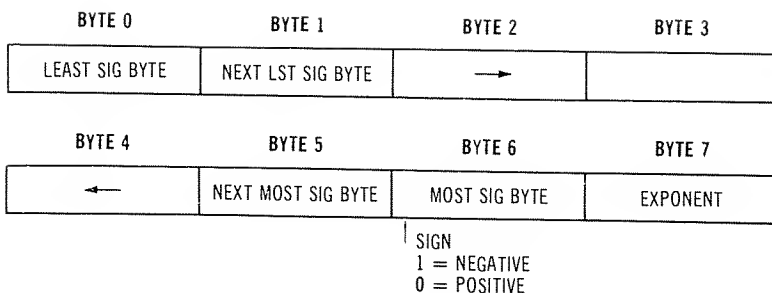 BYTE 0 BYTE 1 BYTE 2 BYTE 3
LEAST SIG BYTE NEXT LST SIG BYTE →
BYTE 4 BYTE 5 BYTE 6 BYTE 7
← NEXT MOST SIG BYTE MOST SIG BYTE EXPONENT
SIGN
1 = NEGATIVE
0 = POSITIVE